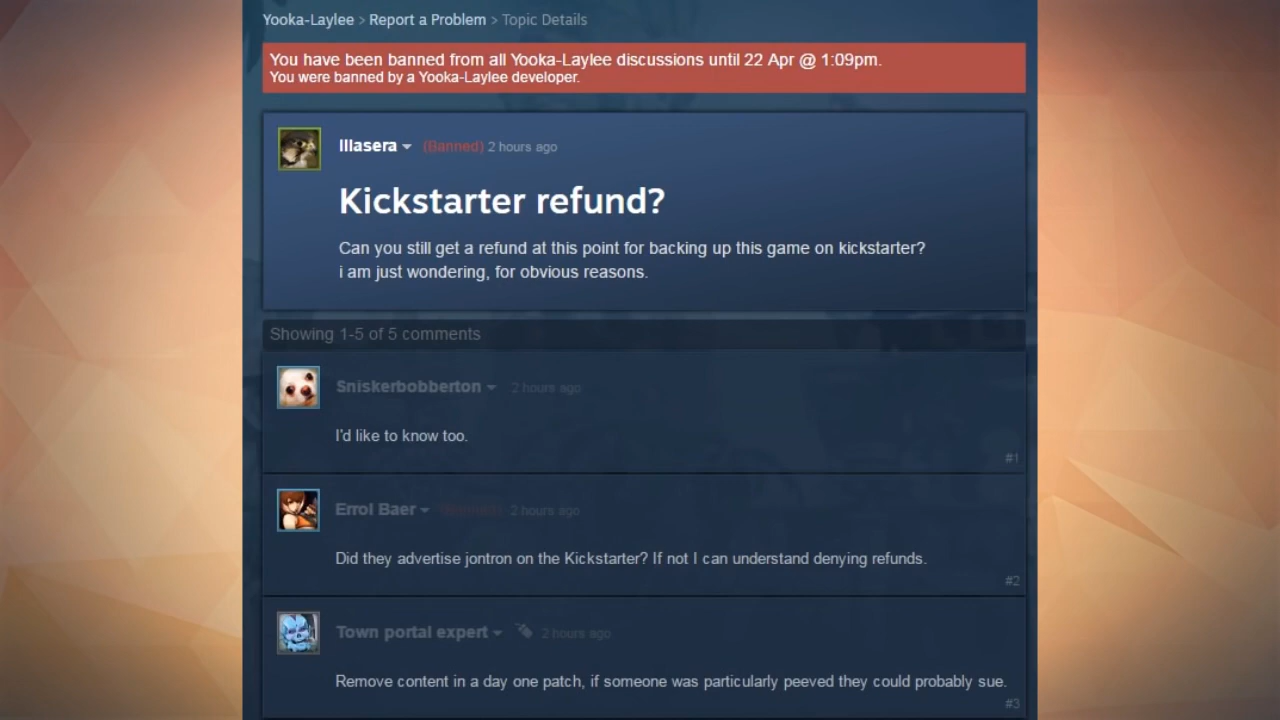 Yooka-Laylee > Report a Problem > Topic Details
You have been banned from all Yooka-Laylee discussions until 22 Apr @ 1:09pm.
You were banned by a Yooka-Laylee developer.
Illasera (Banned) 2 hours ago
Kickstarter refund?
Can you still get a refund at this point for backing up this game on kickstarter?
i am just wondering, for obvious reasons.
Showing 1-5 of 5 comments
Sniskerbobberton 2 hours ago
I'd like to know too.
#1
Errol Baer (Banned) 2 hours ago
Did they advertise jontron on the Kickstarter? If not I can understand denying refunds.
#2
Town portal expert 2 hours ago
Remove content in a day one patch, if someone was particularly peeved they could probably sue.
#3